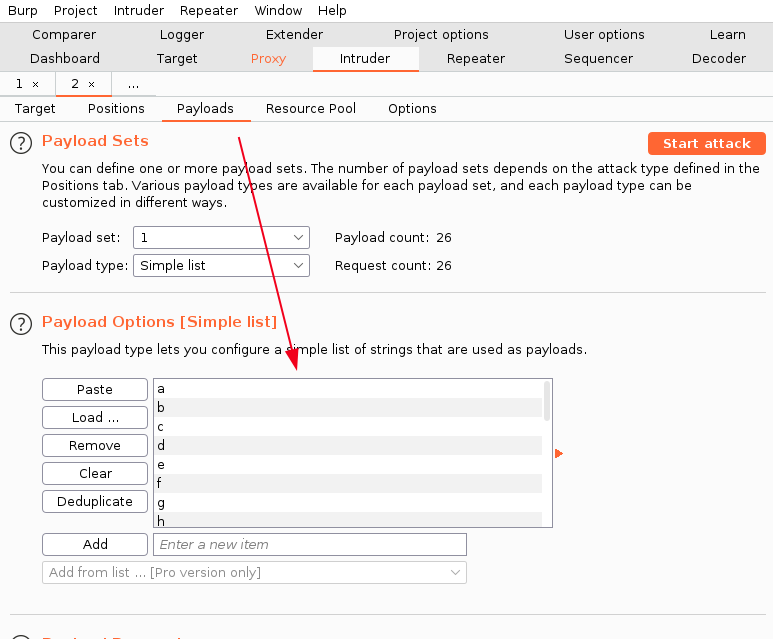 Burp Project Intruder Repeater Window Help
Comparer Logger Extender Project options User options Learn
Dashboard Target Proxy Intruder Repeater Sequencer Decoder
1 × 2 × ...
Target Positions Payloads Resource Pool Options
? Payload Sets Start attack
You can define one or more payload sets. The number of payload sets depends on the attack type defined in the
Positions tab. Various payload types are available for each payload set, and each payload type can be
customized in different ways.
Payload set: 1 Payload count: 26
Payload type: Simple list Request count: 26
? Payload Options [Simple list]
This payload type lets you configure a simple list of strings that are used as payloads.
Paste
Load ...
Remove
Clear
Deduplicate
a
b
c
d
e
f
g
h
Add Enter a new item
Add from list ... [Pro version only]